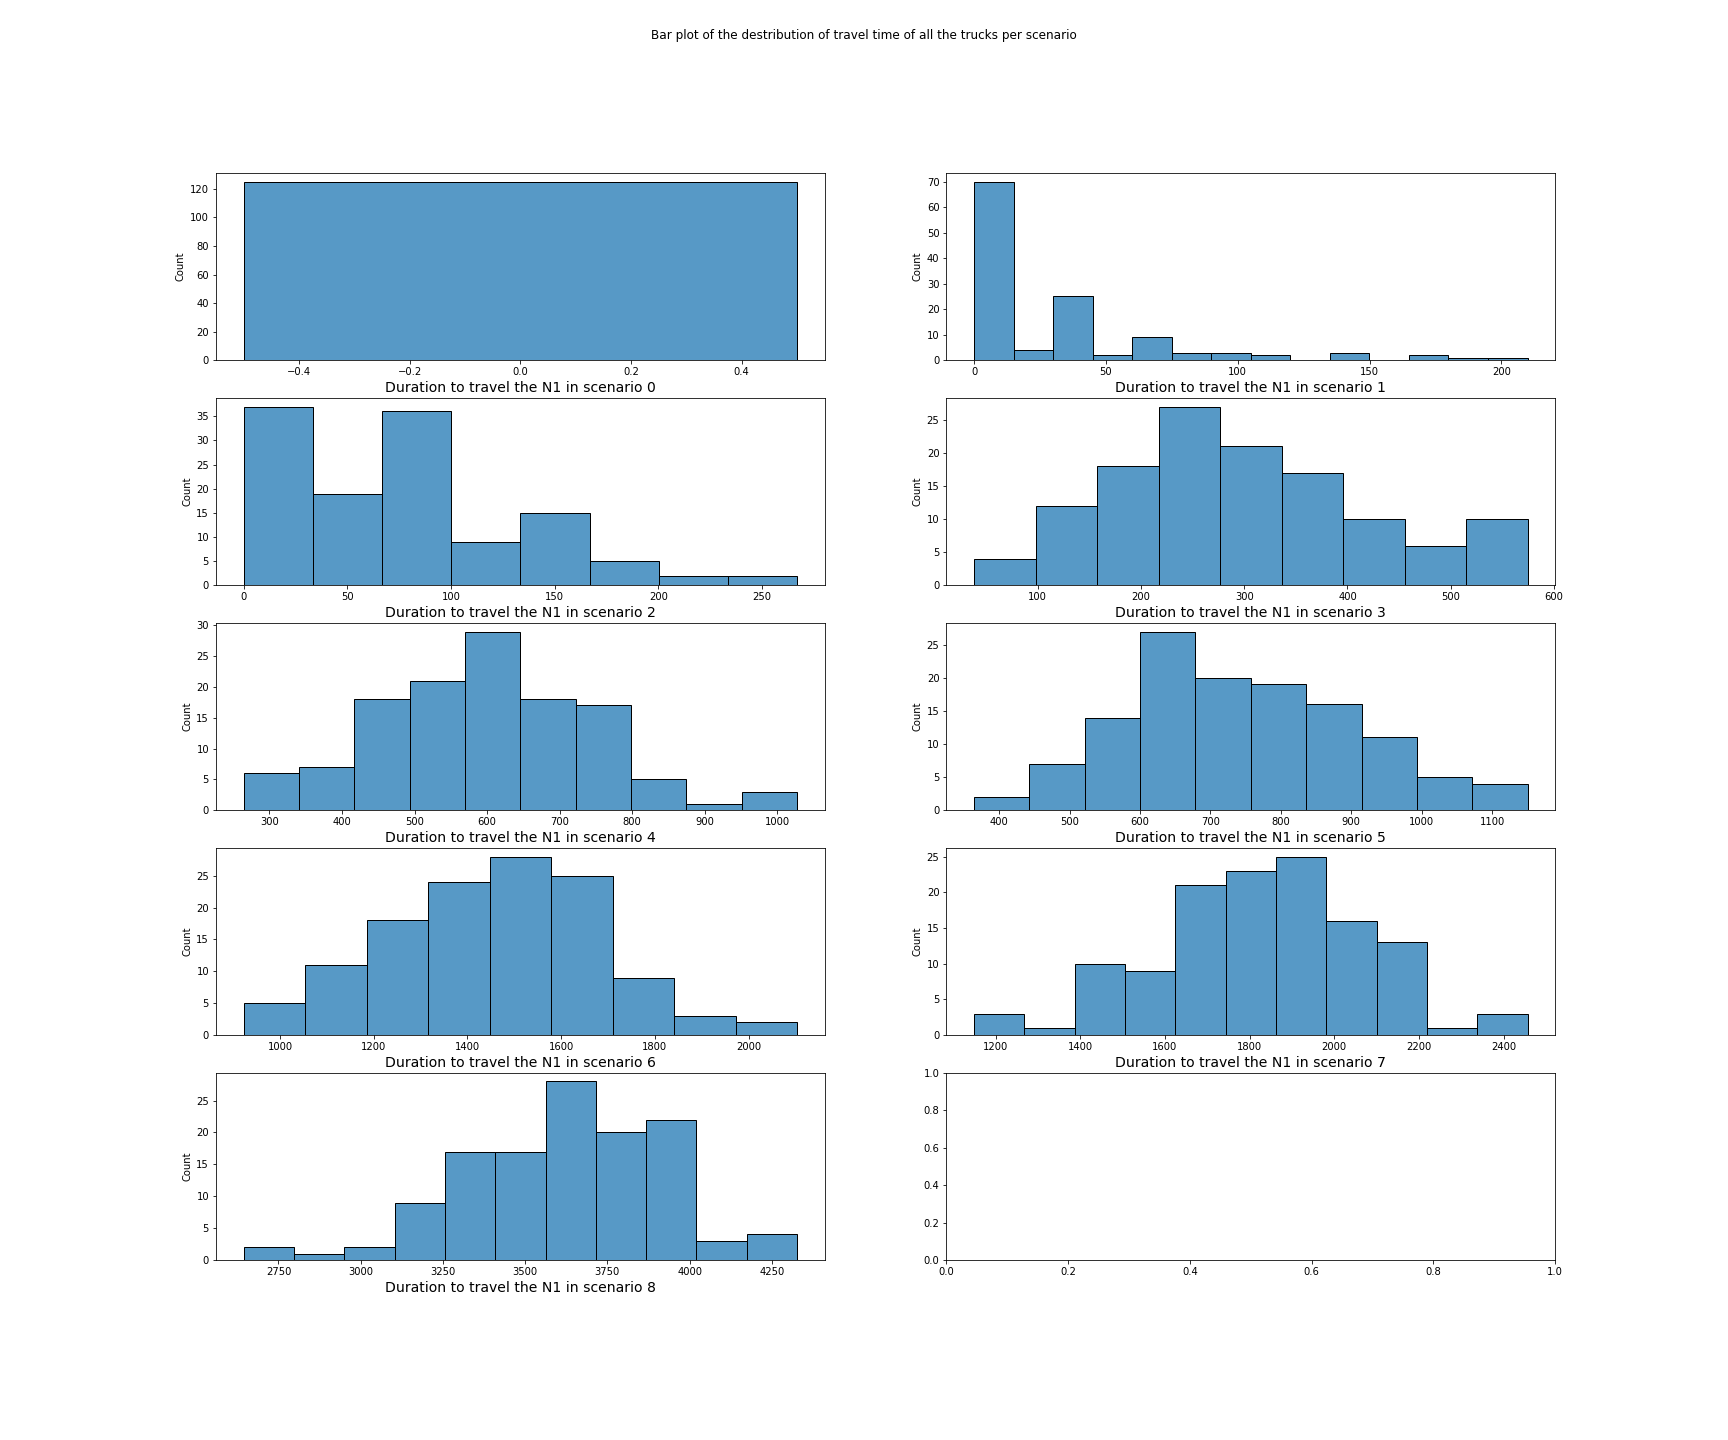 Bar plot of the destribution of travel time of all the trucks per scenario
120
100
80
60
40
20
0
Count
−0.4 −0.2 0.0 0.2 0.4
Duration to travel the N1 in scenario 0
70
60
50
40
30
20
10
0
Count
0 50 100 150 200
Duration to travel the N1 in scenario 1
35
30
25
20
15
10
5
0
Count
0 50 100 150 200 250
Duration to travel the N1 in scenario 2
25
20
15
10
5
0
Count
100 200 300 400 500 600
Duration to travel the N1 in scenario 3
30
25
20
15
10
5
0
Count
300 400 500 600 700 800 900 1000
Duration to travel the N1 in scenario 4
25
20
15
10
5
0
Count
400 500 600 700 800 900 1000 1100
Duration to travel the N1 in scenario 5
25
20
15
10
5
0
Count
1000 1200 1400 1600 1800 2000
Duration to travel the N1 in scenario 6
25
20
15
10
5
0
Count
1200 1400 1600 1800 2000 2200 2400
Duration to travel the N1 in scenario 7
25
20
15
10
5
0
Count
2750 3000 3250 3500 3750 4000 4250
Duration to travel the N1 in scenario 8
1.0
0.8
0.6
0.4
0.2
0.0
0.0 0.2 0.4 0.6 0.8 1.0